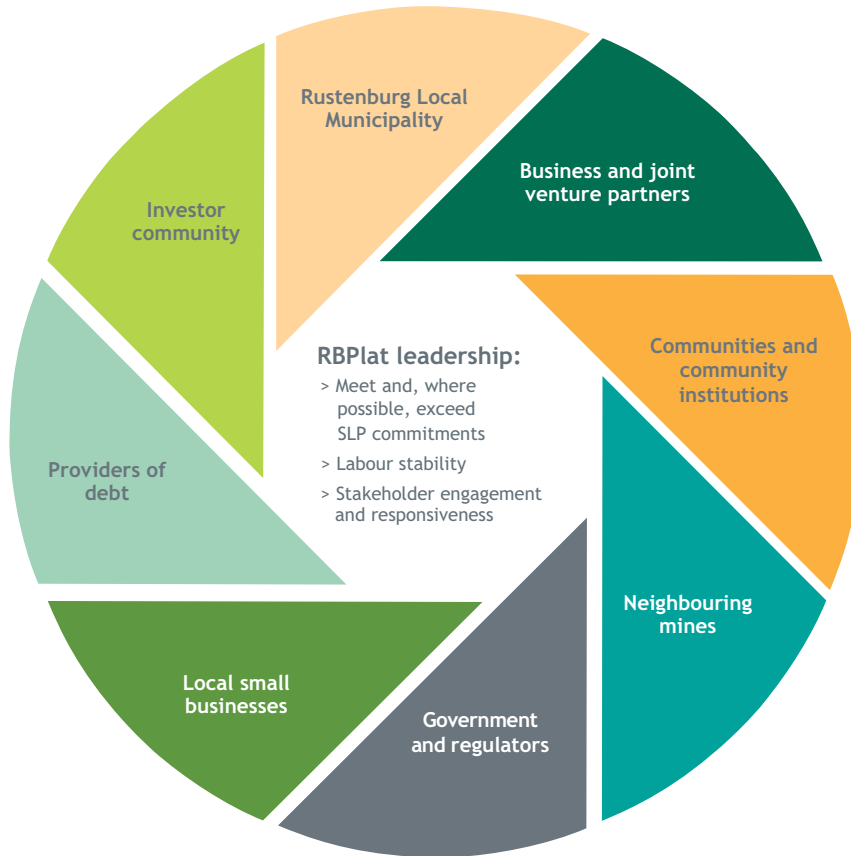 Rustenburg Local
Municipality
Business and joint
venture partners
Communities and
community
institutions
Neighbouring
mines
Government
and regulators
Local small
businesses
Providers of
debt
Investor
community
RBPlat leadership:
> Meet and, where
possible, exceed
SLP commitments
> Labour stability
> Stakeholder engagement
and responsiveness